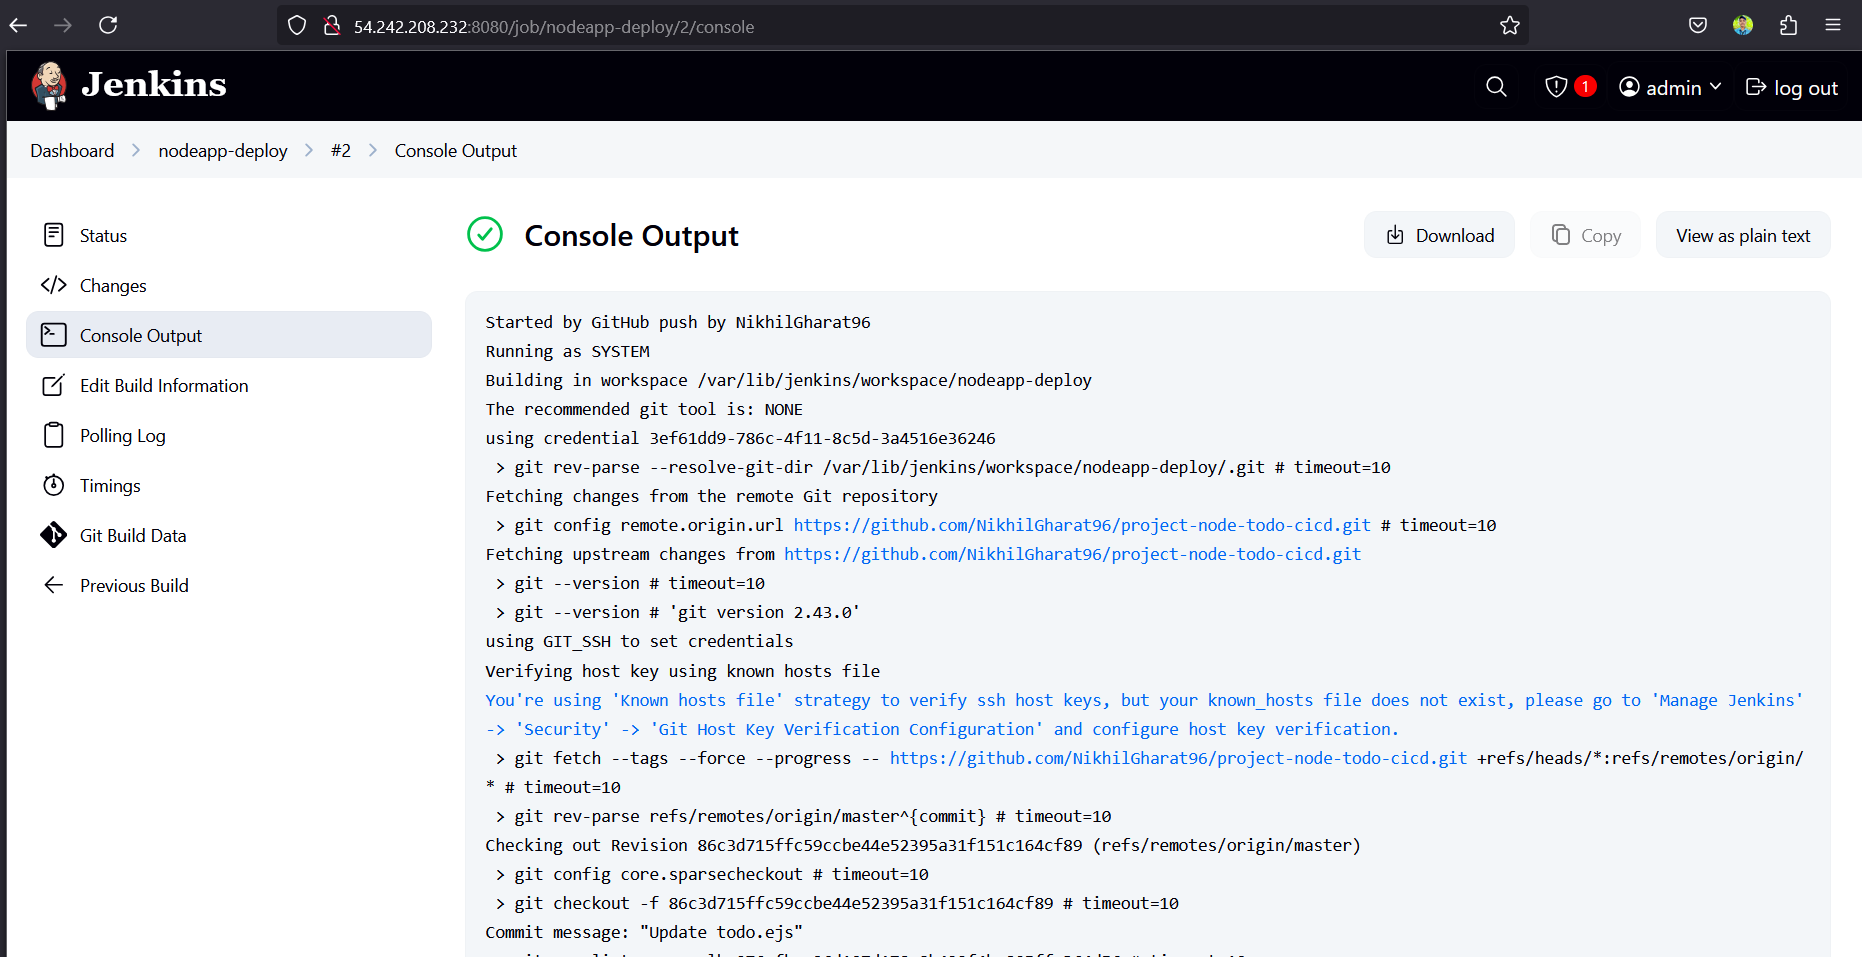 54.242.208.232:8080/job/nodeapp-deploy/2/console
Jenkins
1
admin
log out
Dashboard
nodeapp-deploy
#2
Console Output
Status
Changes
Console Output
Edit Build Information
Polling Log
Timings
Git Build Data
Previous Build
Console Output
Download
Copy
View as plain text
Started by GitHub push by NikhilGharat96
Running as SYSTEM
Building in workspace /var/lib/jenkins/workspace/nodeapp-deploy
The recommended git tool is: NONE
using credential 3ef61dd9-786c-4f11-8c5d-3a4516e36246
> git rev-parse --resolve-git-dir /var/lib/jenkins/workspace/nodeapp-deploy/.git # timeout=10
Fetching changes from the remote Git repository
> git config remote.origin.url https://github.com/NikhilGharat96/project-node-todo-cicd.git # timeout=10
Fetching upstream changes from https://github.com/NikhilGharat96/project-node-todo-cicd.git
> git --version # timeout=10
> git --version # 'git version 2.43.0'
using GIT_SSH to set credentials
Verifying host key using known hosts file
You're using 'Known hosts file' strategy to verify ssh host keys, but your known_hosts file does not exist, please go to 'Manage Jenkins'
-> 'Security' -> 'Git Host Key Verification Configuration' and configure host key verification.
> git fetch --tags --force --progress -- https://github.com/NikhilGharat96/project-node-todo-cicd.git +refs/heads/*:refs/remotes/origin/
* # timeout=10
> git rev-parse refs/remotes/origin/master^{commit} # timeout=10
Checking out Revision 86c3d715ffc59ccbe44e52395a31f151c164cf89 (refs/remotes/origin/master)
> git config core.sparsecheckout # timeout=10
> git checkout -f 86c3d715ffc59ccbe44e52395a31f151c164cf89 # timeout=10
Commit message: "Update todo.ejs"